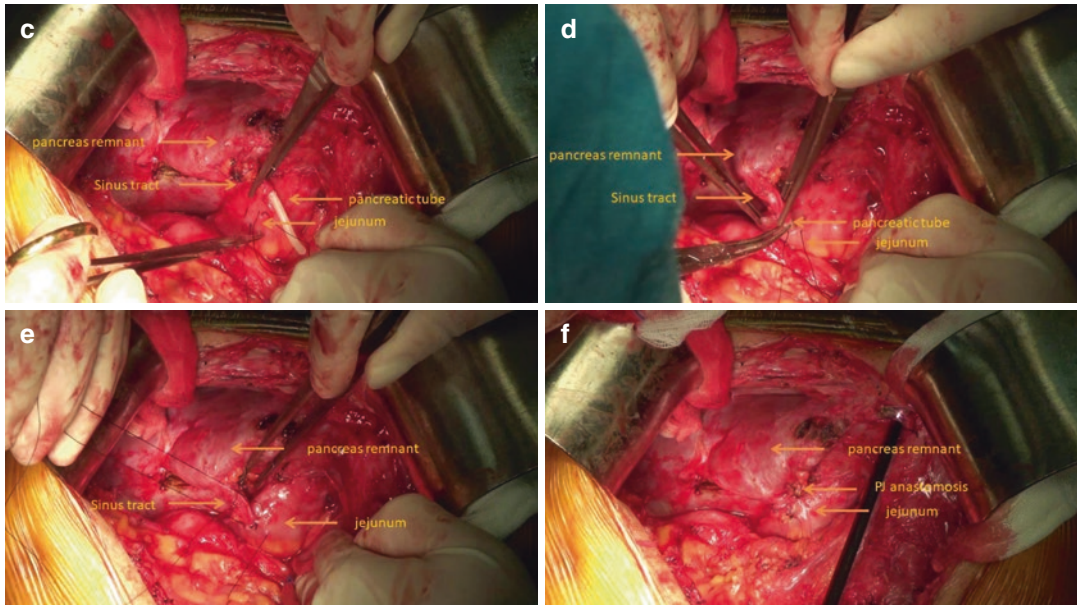 c
pancreas remnant
Sinus tract
pancreatic tube
jejunum
d
pancreas remnant
Sinus tract
pancreatic tube
jejunum
e
pancreas remnant
Sinus tract
jejunum
f
pancreas remnant
PJ anastamosis
jejunum